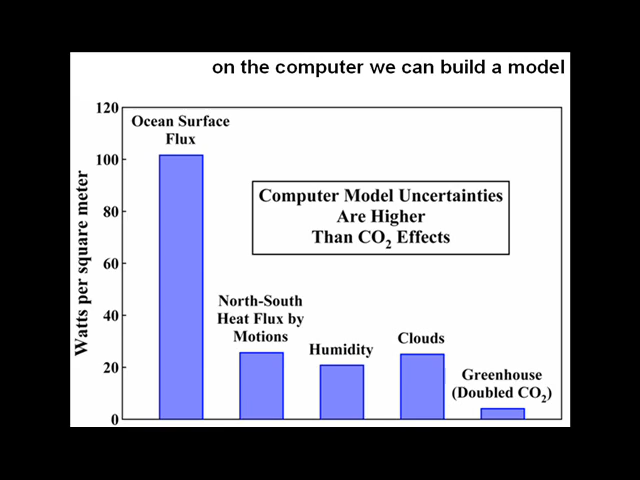 on the computer we can build a model
120
100
80
60
40
20
0
Watts per square meter
Ocean Surface
Flux
Computer Model Uncertainties
Are Higher
Than CO2 Effects
North-South
Heat Flux by
Motions
Humidity
Clouds
Greenhouse
(Doubled CO2)